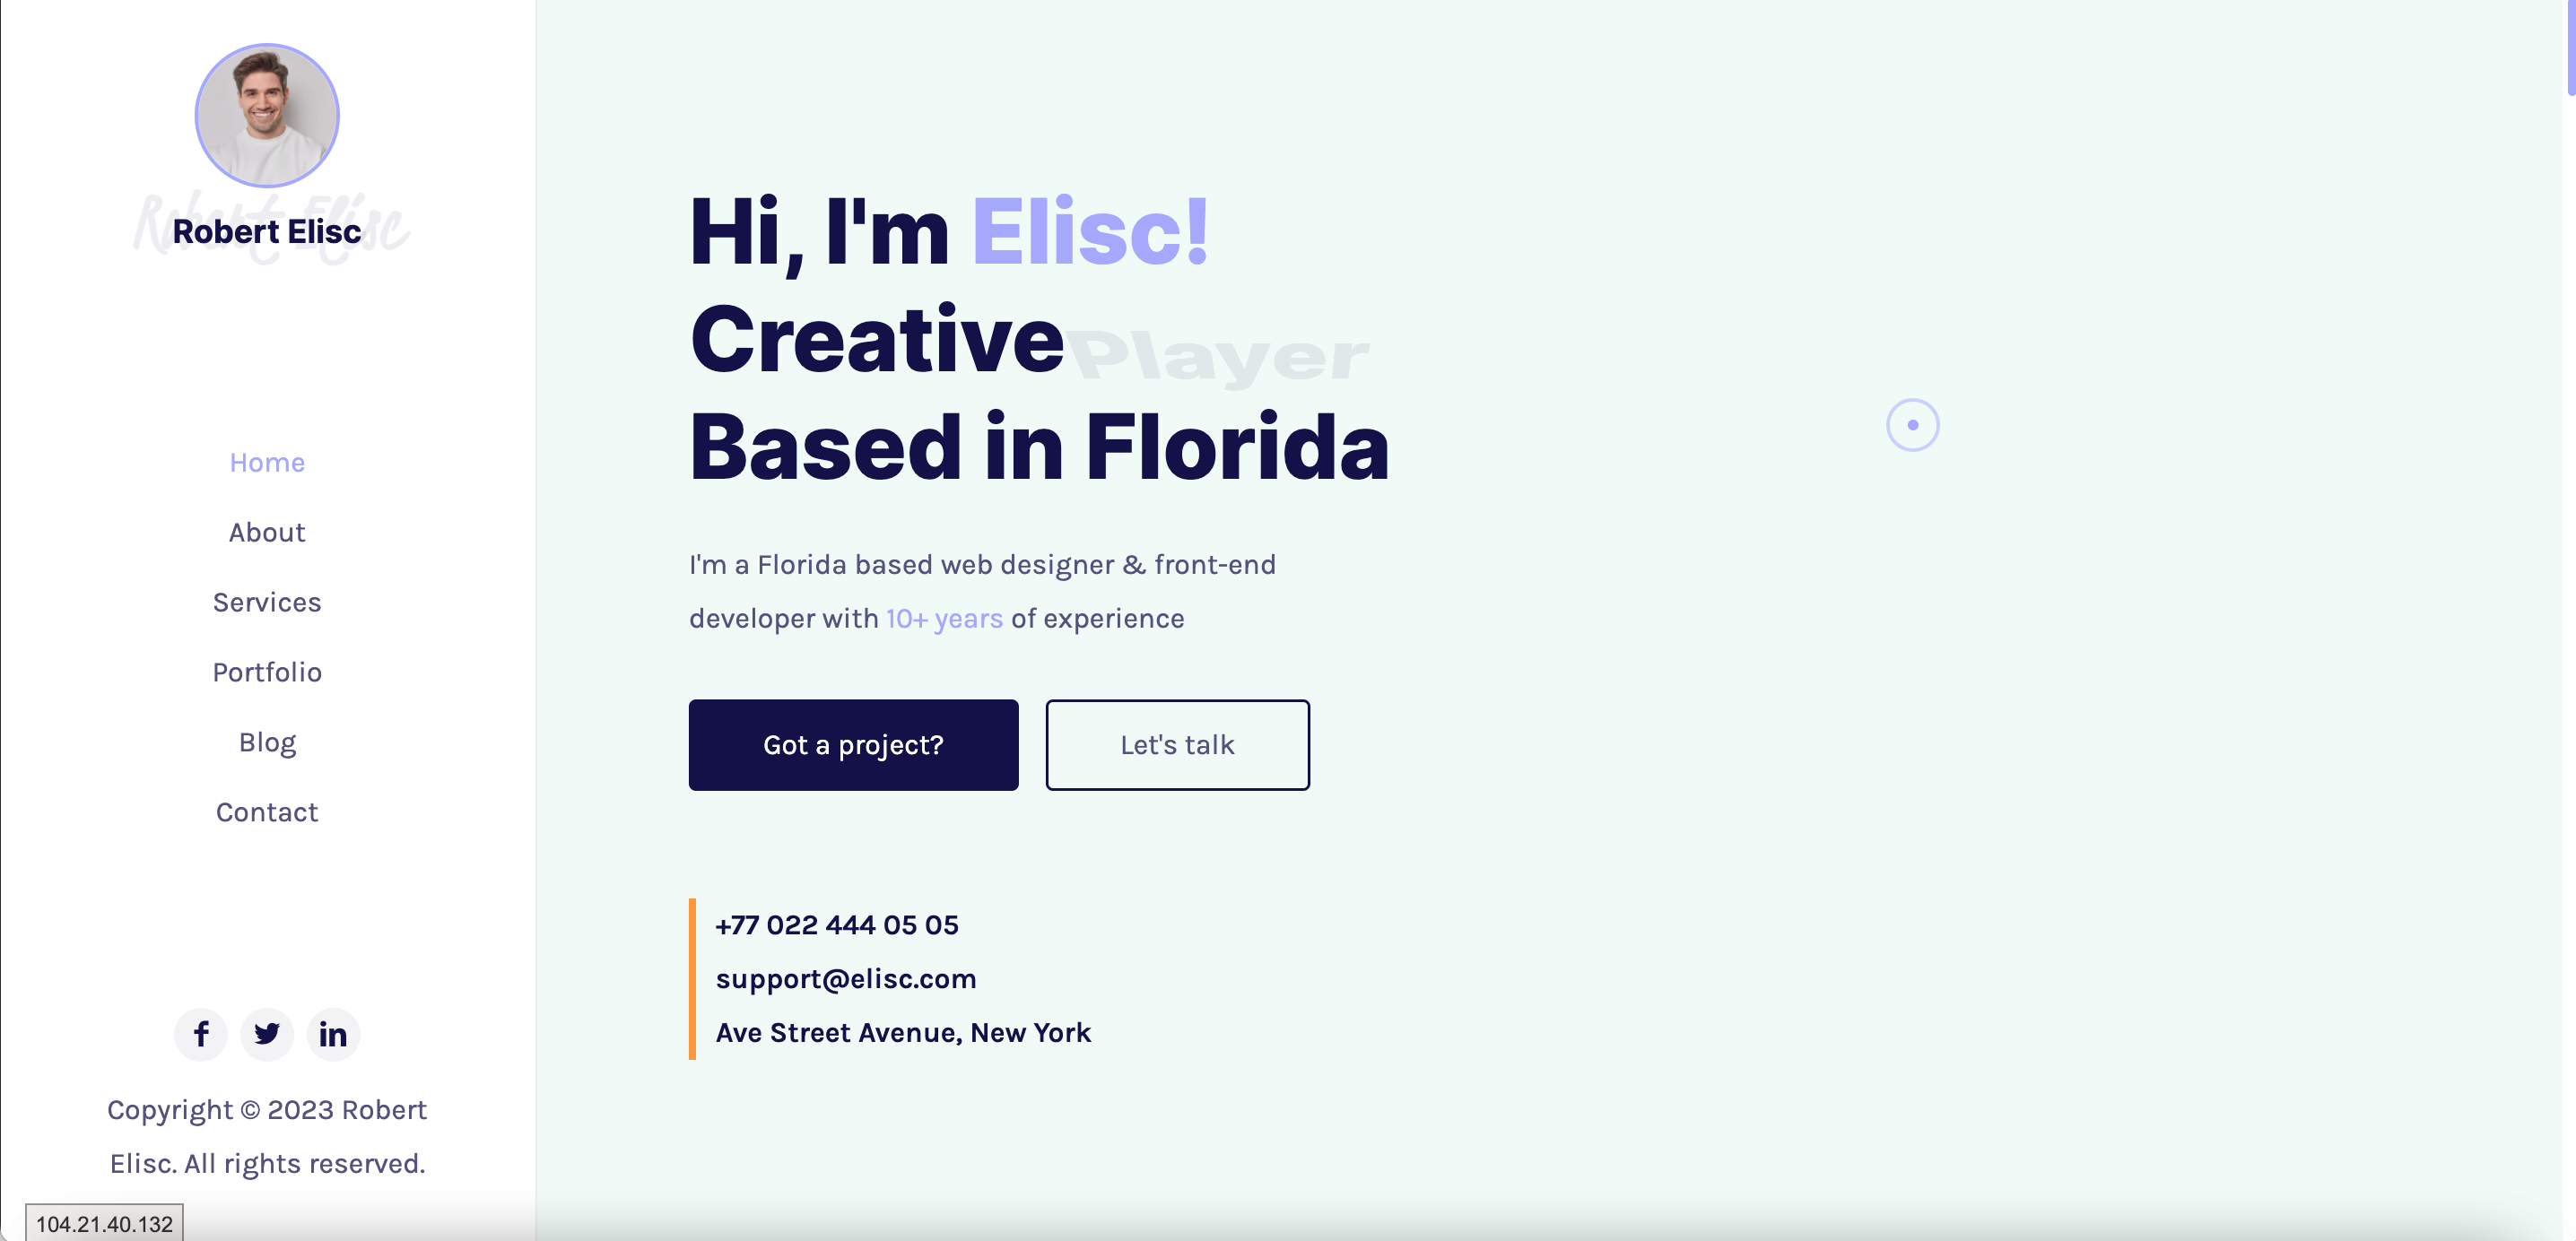 Robert Elisc
Robert Elisc
Home
About
Services
Portfolio
Blog
Contact
Copyright © 2023 Robert
Elisc. All rights reserved.
104.21.40.132
Hi, I'm Elisc!
Creative Player
Based in Florida
I'm a Florida based web designer & front-end
developer with 10+ years of experience
Got a project? Let's talk
+77 022 444 05 05
support@elisc.com
Ave Street Avenue, New York